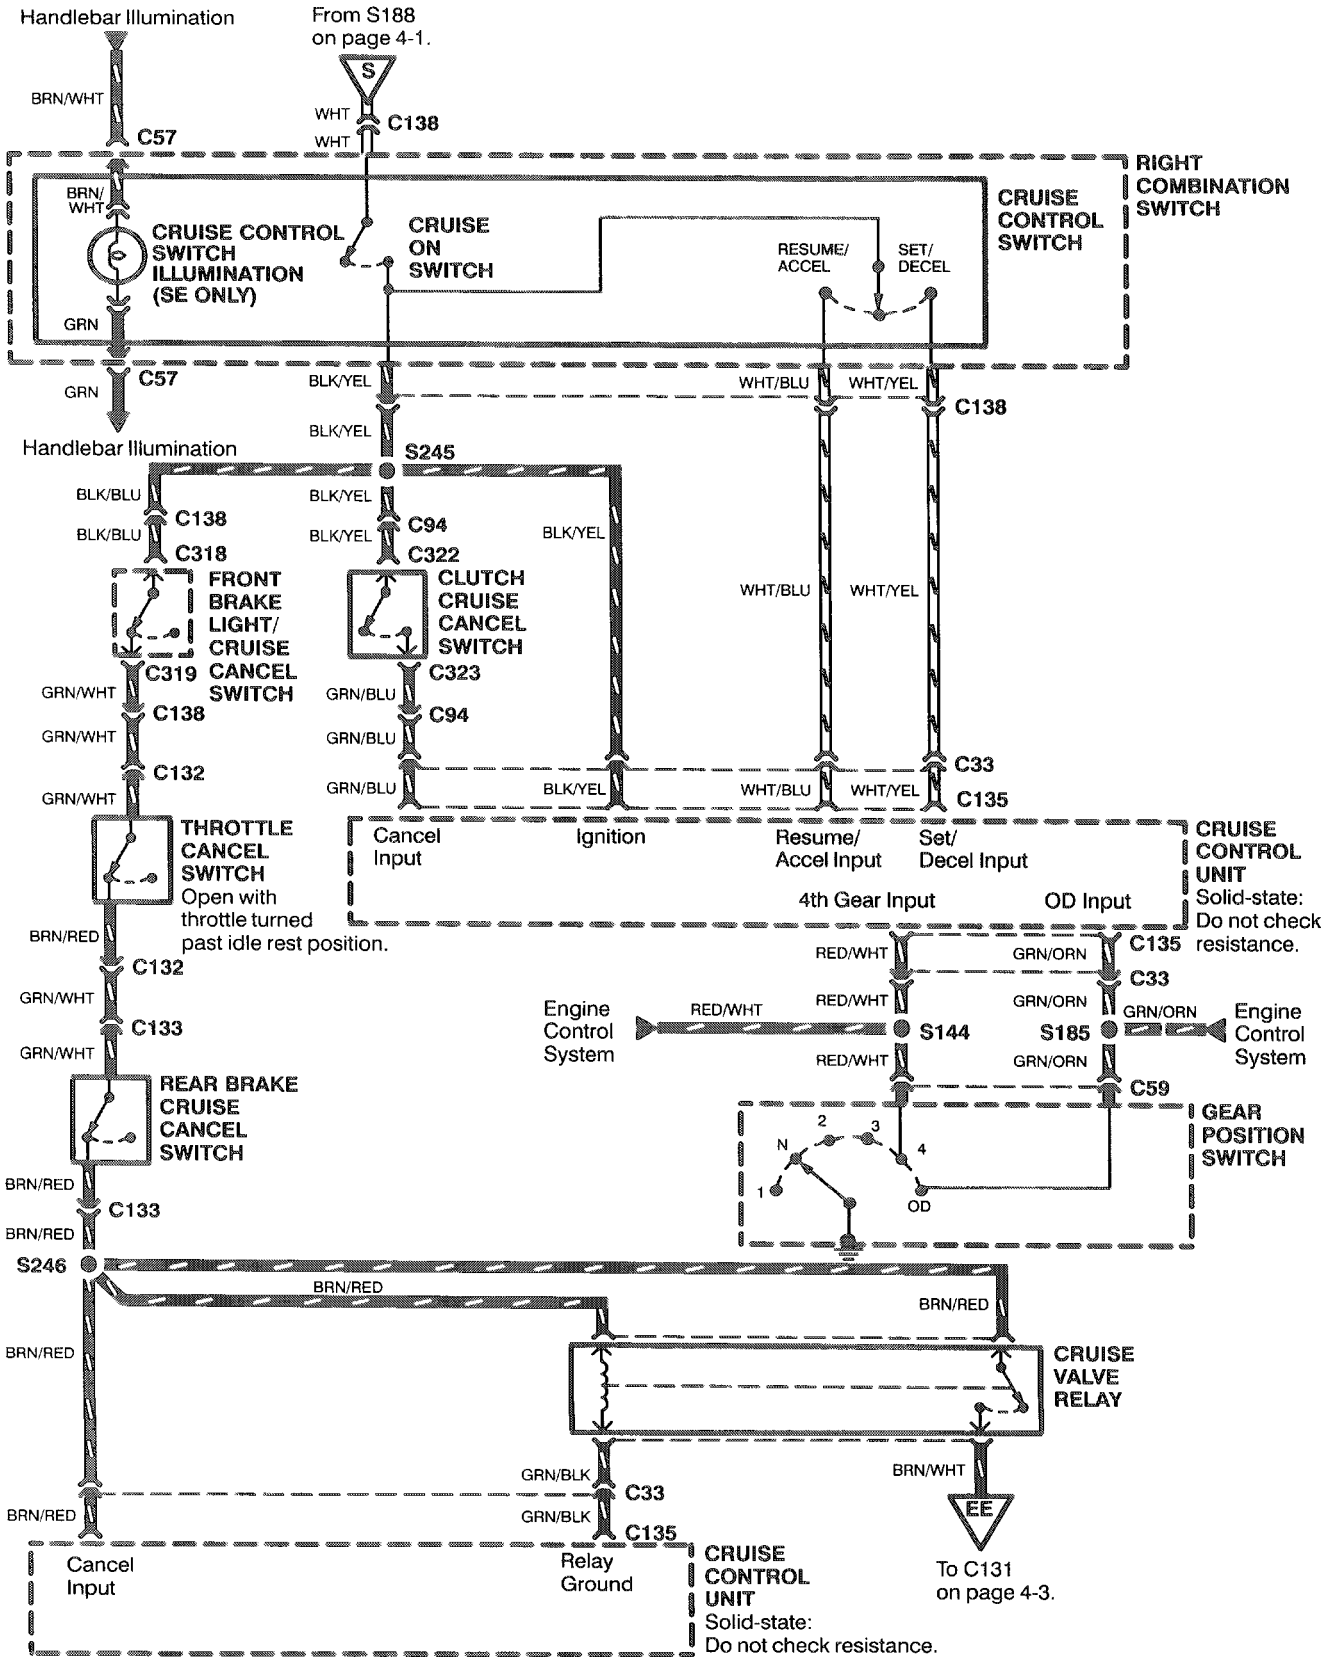 Handlebar Illumination
From S188
on page 4-1.
S
BRN/WHT
WHT
C138
C57
WHT
RIGHT
COMBINATION
SWITCH
BRN/
WHT
CRUISE
CONTROL
SWITCH
CRUISE CONTROL
SWITCH
ILLUMINATION
(SE ONLY)
CRUISE
ON
SWITCH
RESUME/
ACCEL
SET/
DECEL
GRN
C57
GRN
BLK/YEL
WHT/BLU
WHT/YEL
C138
BLK/YEL
Handlebar Illumination
S245
BLK/BLU
BLK/YEL
C138
C94
BLK/BLU
BLK/YEL
BLK/YEL
C318
C322
FRONT
BRAKE
LIGHT/
CRUISE
CANCEL
SWITCH
CLUTCH
CRUISE
CANCEL
SWITCH
WHT/BLU
WHT/YEL
C319
C323
GRN/WHT
GRN/BLU
C138
C94
GRN/WHT
GRN/BLU
C132
C33
GRN/WHT
GRN/BLU
BLK/YEL
WHT/BLU
WHT/YEL
C135
THROTTLE
CANCEL
SWITCH
Open with
throttle turned
past idle rest position.
Cancel
Input
Ignition
Resume/
Accel Input
Set/
Decel Input
4th Gear Input
OD Input
CRUISE
CONTROL
UNIT
Solid-state:
Do not check
resistance.
BRN/RED
C132
RED/WHT
GRN/ORN
C135
C33
GRN/WHT
RED/WHT
GRN/ORN
C133
Engine
Control
System
RED/WHT
S144
S185
GRN/ORN
Engine
Control
System
GRN/WHT
RED/WHT
GRN/ORN
C59
REAR BRAKE
CRUISE
CANCEL
SWITCH
GEAR
POSITION
SWITCH
1
N
2
3
4
OD
BRN/RED
C133
BRN/RED
S246
BRN/RED
BRN/RED
BRN/RED
CRUISE
VALVE
RELAY
GRN/BLK
BRN/WHT
C33
BRN/RED
GRN/BLK
C135
EE
Cancel
Input
Relay
Ground
CRUISE
CONTROL
UNIT
Solid-state:
Do not check resistance.
To C131
on page 4-3.